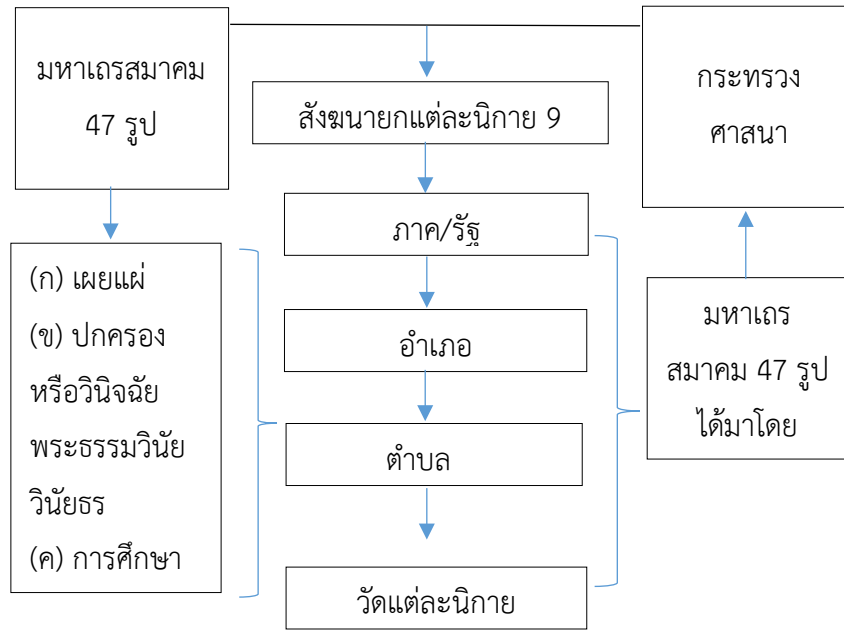 มหาเถรสมาคม
47 รูป
กระทรวง
ศาสนา
สังฆนายกแต่ละนิกาย 9
ภาค/รัฐ
(ก) เผยแผ่
(ข) ปกครอง
หรือวินิจฉัย
พระธรรมวินัย
วินัยธร
(ค) การศึกษา
อำเภอ
มหาเถร
สมาคม 47 รูป
ได้มาโดย
ตำบล
วัดแต่ละนิกาย